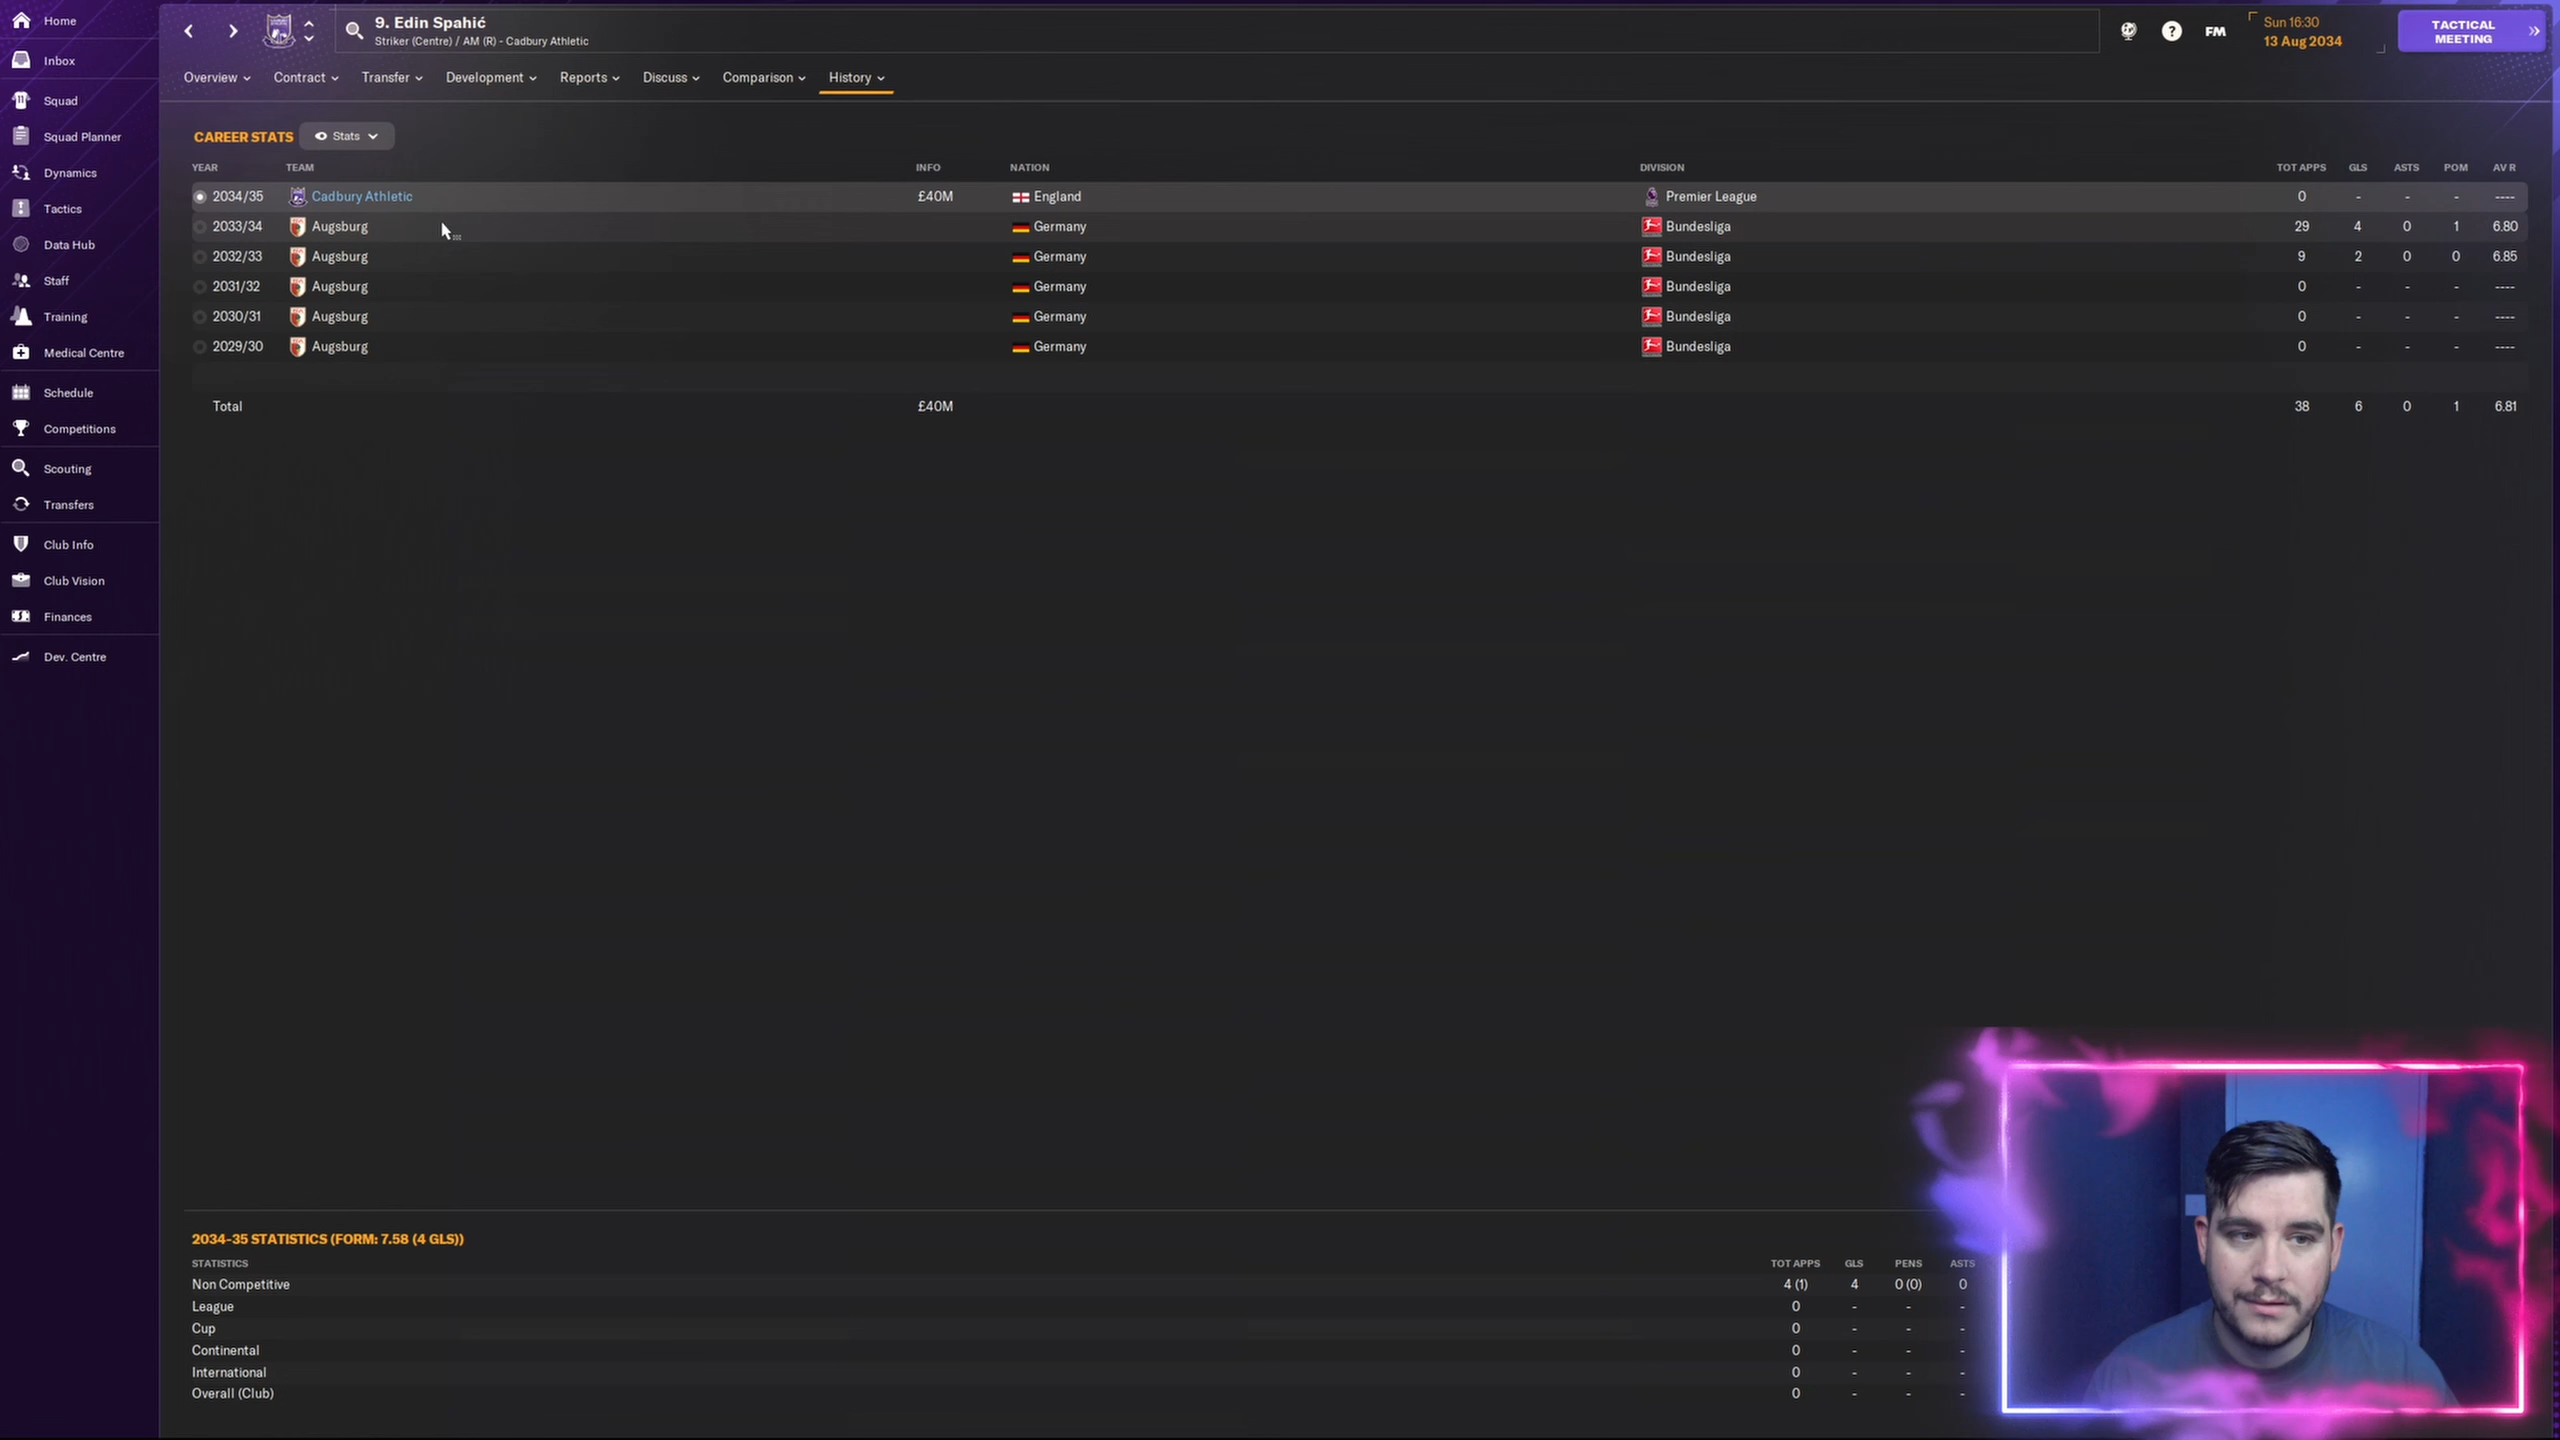 Home
Inbox
Squad
Squad Planner
Dynamics
Tactics
Data Hub
Staff
Training
Medical Centre
Schedule
Competitions
Scouting
Transfers
Club Info
Club Vision
Finances
Dev. Centre
9. Edin Spahić
Striker (Centre) / AM (R) - Cadbury Athletic
? FM
Sun 16:30
13 Aug 2034
TACTICAL MEETING
Overview Contract Transfer Development Reports Discuss Comparison History
CAREER STATS Stats
YEAR TEAM INFO NATION DIVISION TOT APPS GLS ASTS POM AV R
2034/35 Cadbury Athletic £40M England Premier League 0 - - - ----
2033/34 Augsburg Germany Bundesliga 29 4 0 1 6.80
2032/33 Augsburg Germany Bundesliga 9 2 0 0 6.85
2031/32 Augsburg Germany Bundesliga 0 - - - ----
2030/31 Augsburg Germany Bundesliga 0 - - - ----
2029/30 Augsburg Germany Bundesliga 0 - - - ----
Total £40M 38 6 0 1 6.81
2034-35 STATISTICS (FORM: 7.58 (4 GLS))
STATISTICS TOT APPS GLS PENS ASTS
Non Competitive 4 (1) 4 0 (0) 0
League 0 - - -
Cup 0 - - -
Continental 0 - - -
International 0 - - -
Overall (Club) 0 - - -